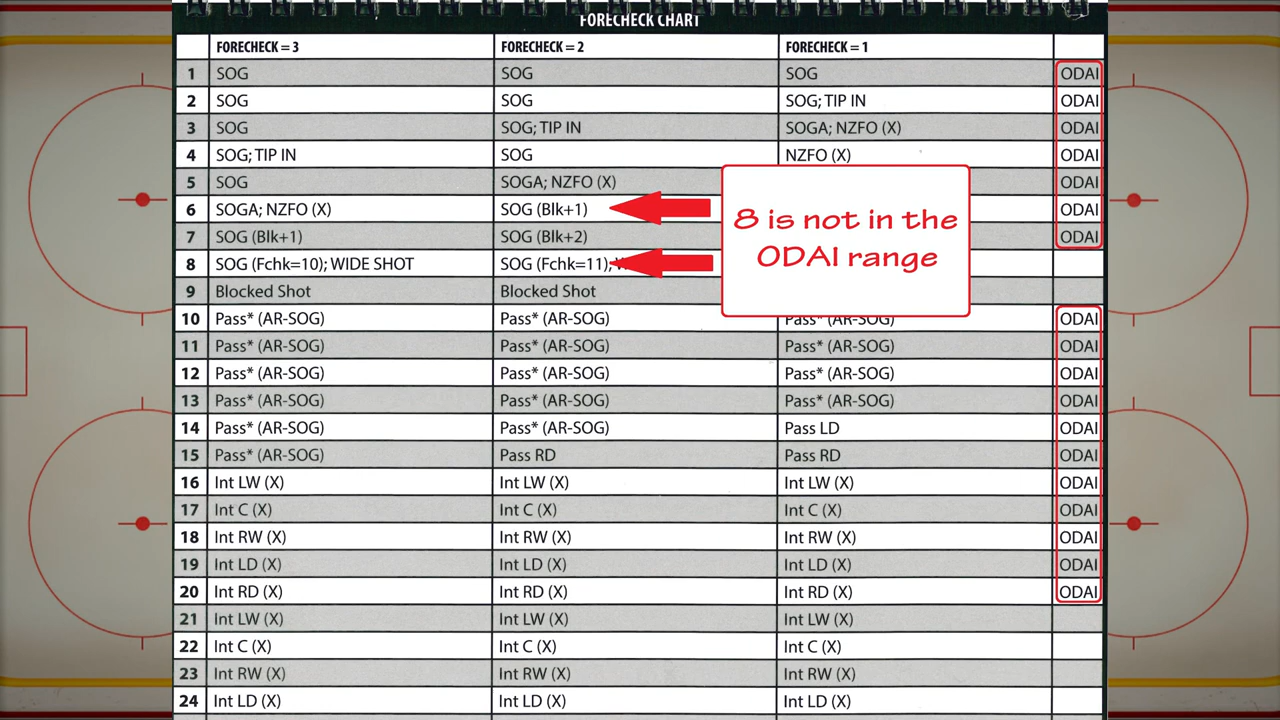 FORECHECK CHART
FORECHECK = 3 FORECHECK = 2 FORECHECK = 1
1 SOG SOG SOG ODAI
2 SOG SOG SOG; TIP IN ODAI
3 SOG SOG; TIP IN SOGA; NZFO (X) ODAI
4 SOG; TIP IN SOG NZFO (X) ODAI
5 SOG SOGA; NZFO (X) ODAI
6 SOGA; NZFO (X) SOG (Blk+1) ODAI
7 SOG (Blk+1) SOG (Blk+2) ODAI
8 SOG (Fchk=10); WIDE SHOT SOG (Fchk=11);
9 Blocked Shot Blocked Shot
8 is not in the
ODAI range
10 Pass* (AR-SOG) Pass* (AR-SOG) Pass* (AR-SOG) ODAI
11 Pass* (AR-SOG) Pass* (AR-SOG) Pass* (AR-SOG) ODAI
12 Pass* (AR-SOG) Pass* (AR-SOG) Pass* (AR-SOG) ODAI
13 Pass* (AR-SOG) Pass* (AR-SOG) Pass* (AR-SOG) ODAI
14 Pass* (AR-SOG) Pass* (AR-SOG) Pass LD ODAI
15 Pass* (AR-SOG) Pass RD Pass RD ODAI
16 Int LW (X) Int LW (X) Int LW (X) ODAI
17 Int C (X) Int C (X) Int C (X) ODAI
18 Int RW (X) Int RW (X) Int RW (X) ODAI
19 Int LD (X) Int LD (X) Int LD (X) ODAI
20 Int RD (X) Int RD (X) Int RD (X) ODAI
21 Int LW (X) Int LW (X) Int LW (X)
22 Int C (X) Int C (X) Int C (X)
23 Int RW (X) Int RW (X) Int RW (X)
24 Int LD (X) Int LD (X) Int LD (X)